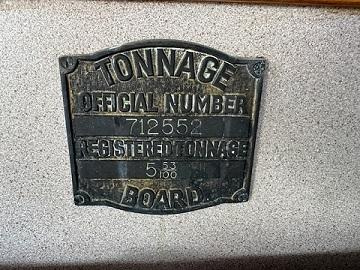 TONNAGE
OFFICIAL NUMBER
712552
REGISTERED TONNAGE
5 53/100
BOARD